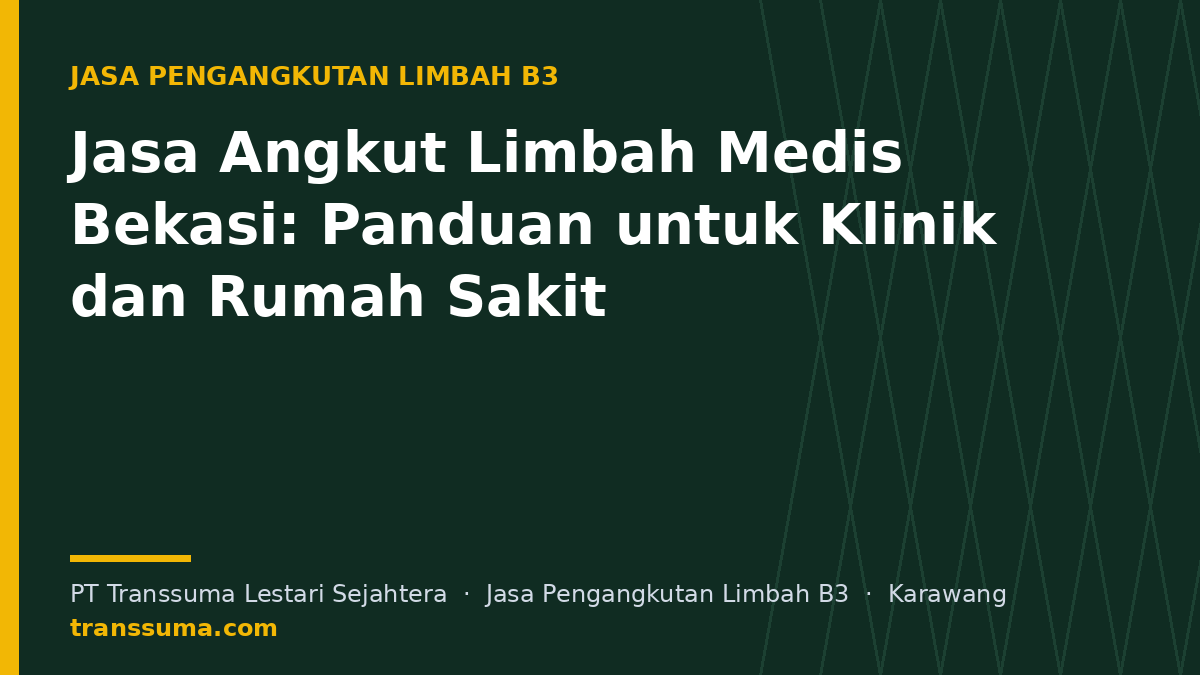 JASA PENGANGKUTAN LIMBAH B3
Jasa Angkut Limbah Medis
Bekasi: Panduan untuk Klinik
dan Rumah Sakit
PT Transsuma Lestari Sejahtera · Jasa Pengangkutan Limbah B3 · Karawang
transsuma.com